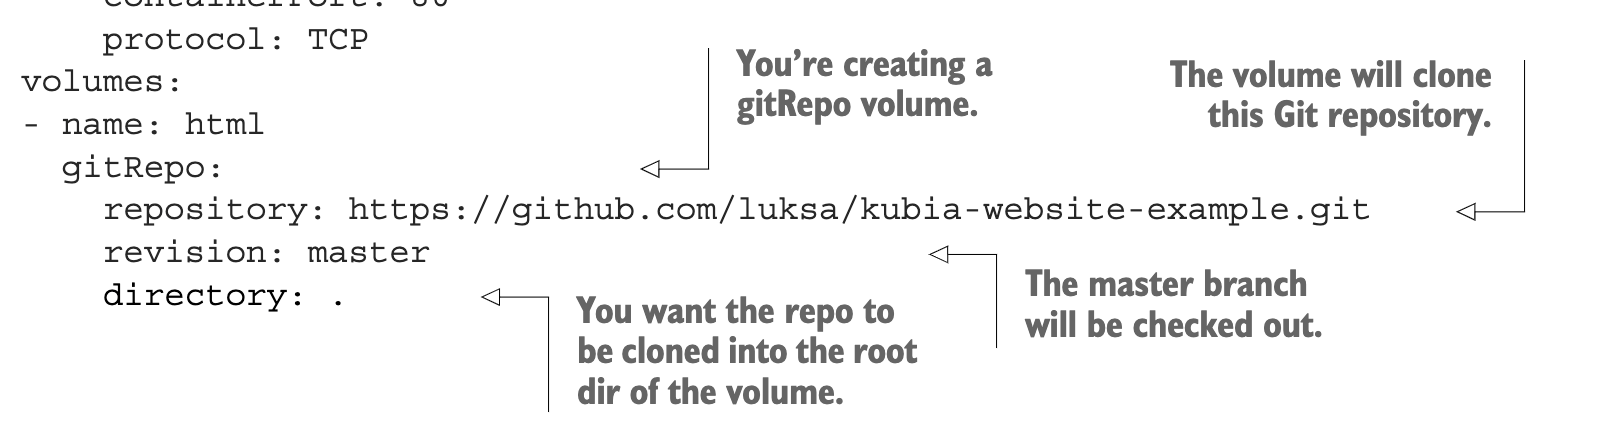 protocol: TCP
volumes:
- name: html
gitRepo:
repository: https://github.com/luksa/kubia-website-example.git
revision: master
directory: .
You're creating a
gitRepo volume.
The volume will clone
this Git repository.
The master branch
will be checked out.
You want the repo to
be cloned into the root
dir of the volume.